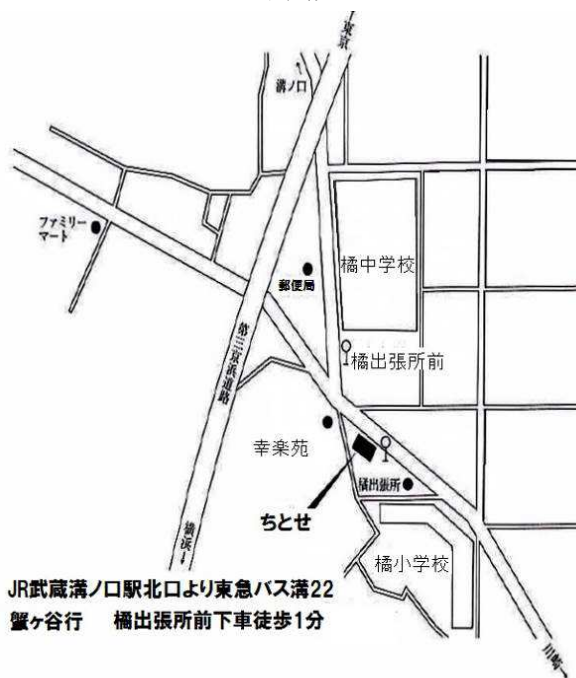 ↑東京
↑
溝ノ口
ファミリー
マート
郵便局
橘中学校
第三京浜道路
橘出張所前
幸楽苑
橘出張所
ちとせ
橘小学校
横浜↓
JR武蔵溝ノ口駅北口より東急バス溝22
蟹ヶ谷行 橘出張所前下車徒歩1分
川崎→